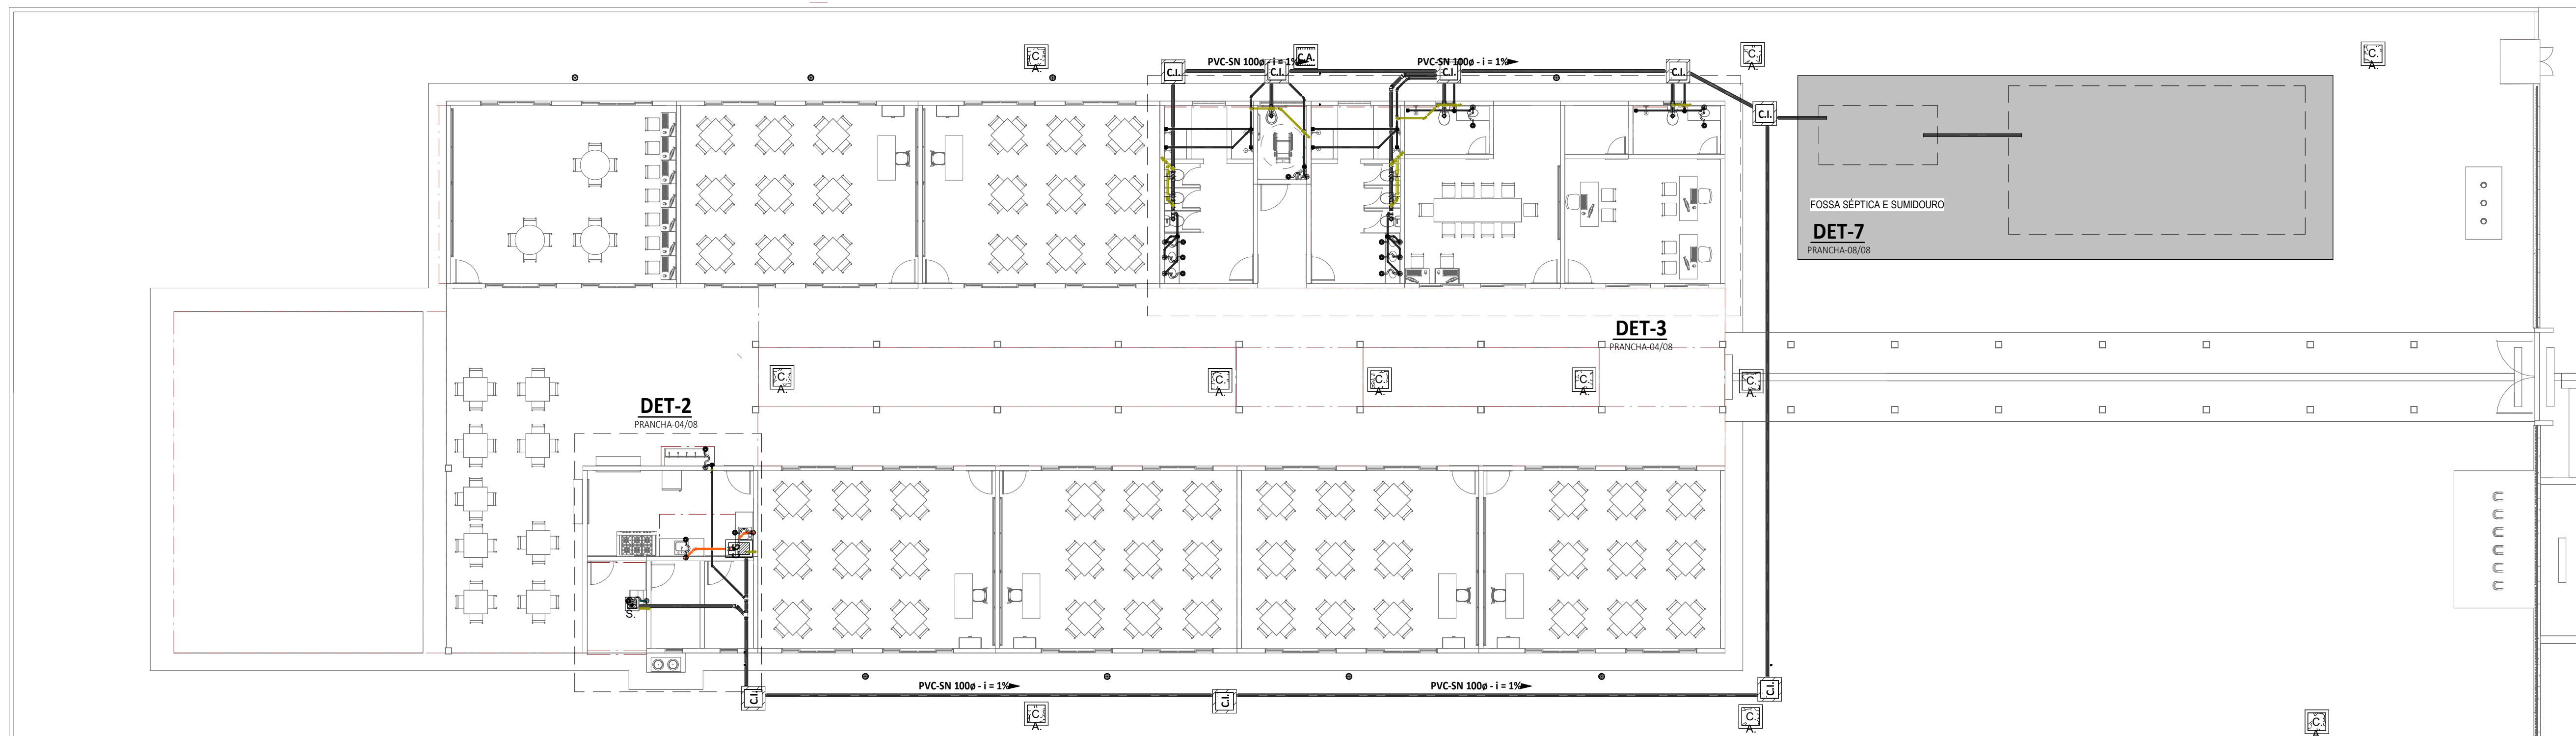 C.
A.
C.
A.
C.
A.
C.A.
PVC-SN 100ø - i = 1%
PVC-SN 100ø - i = 1%
C.I.
C.I.
C.I.
C.I.
C.I.
FOSSA SÉPTICA E SUMIDOURO
DET-7
PRANCHA-08/08
DET-3
PRANCHA-04/08
C.
A.
C.
A.
C.
A.
C.
A.
C.
A.
DET-2
PRANCHA-04/08
S.
PVC-SN 100ø - i = 1%
PVC-SN 100ø - i = 1%
C.I.
C.I.
C.I.
C.
A.
C.
A.
C.
A.